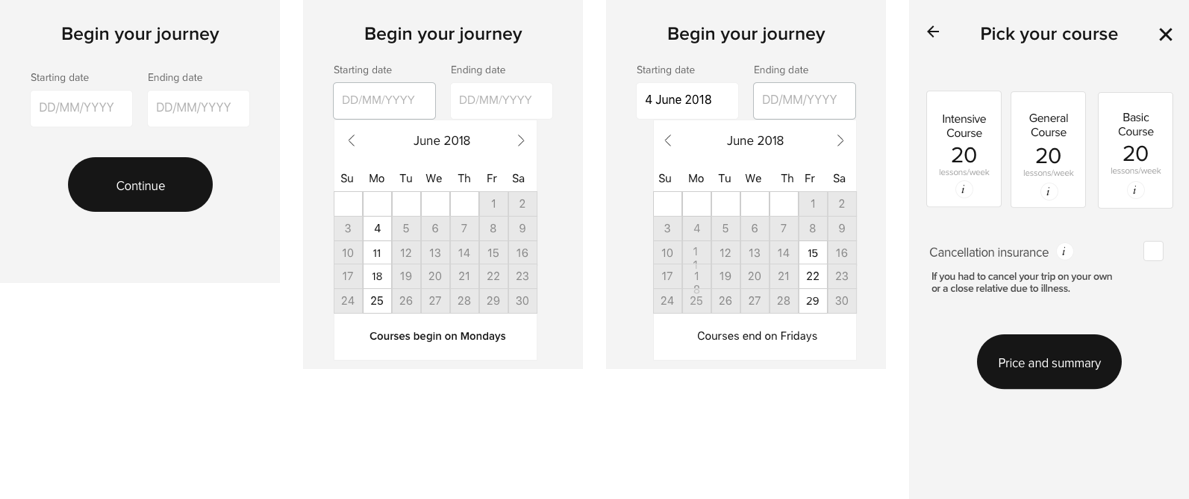 Begin your journey
Starting date Ending date
DD/MM/YYYY DD/MM/YYYY
Continue
Begin your journey
Starting date Ending date
DD/MM/YYYY DD/MM/YYYY
June 2018
Su Mo Tu We Th Fr Sa
1 2
3 4 5 6 7 8 9
10 11 12 13 14 15 16
17 18 19 20 21 22 23
24 25 26 27 28 29 30
Courses begin on Mondays
Begin your journey
Starting date Ending date
4 June 2018 DD/MM/YYYY
June 2018
Su Mo Tu We Th Fr Sa
1 2
3 4 5 6 7 8 9
10 11 12 13 14 15 16
17 18 19 20 21 22 23
24 25 26 27 28 29 30
Courses end on Fridays
Pick your course
Intensive
Course
20
lessons/week
i
General
Course
20
lessons/week
i
Basic
Course
20
lessons/week
i
Cancellation insurance i
If you had to cancel your trip on your own
or a close relative due to illness.
Price and summary